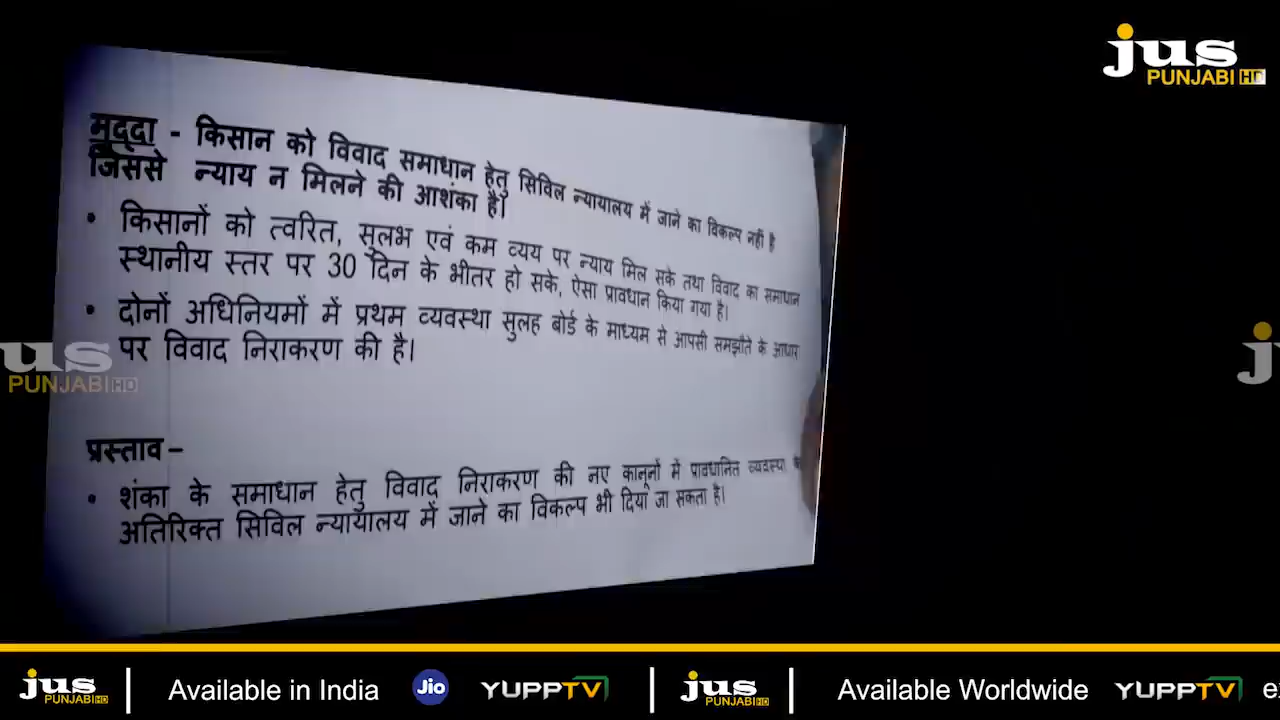 jus
PUNJABI HD
मुद्दा - किसान को विवाद समाधान हेतु सिविल न्यायालय में जाने का विकल्प नहीं है
जिससे न्याय न मिलने की आशंका है।
• किसानों को त्वरित, सुलभ एवं कम व्यय पर न्याय मिल सके तथा विवाद का समाधान
स्थानीय स्तर पर 30 दिन के भीतर हो सके, ऐसा प्रावधान किया गया है।
• दोनों अधिनियमों में प्रथम व्यवस्था सुलह बोर्ड के माध्यम से आपसी समझौते के आधार
पर विवाद निराकरण की है।
us
PUNJABI HD
j
प्रस्ताव –
• शंका के समाधान हेतु विवाद निराकरण की नए कानूनों में प्रावधानित व्यवस्था के
अतिरिक्त सिविल न्यायालय में जाने का विकल्प भी दिया जा सकता है।
jus PUNJABI HD | Available in India Jio YUPPTV | jus PUNJABI HD | Available Worldwide YUPPTV ex